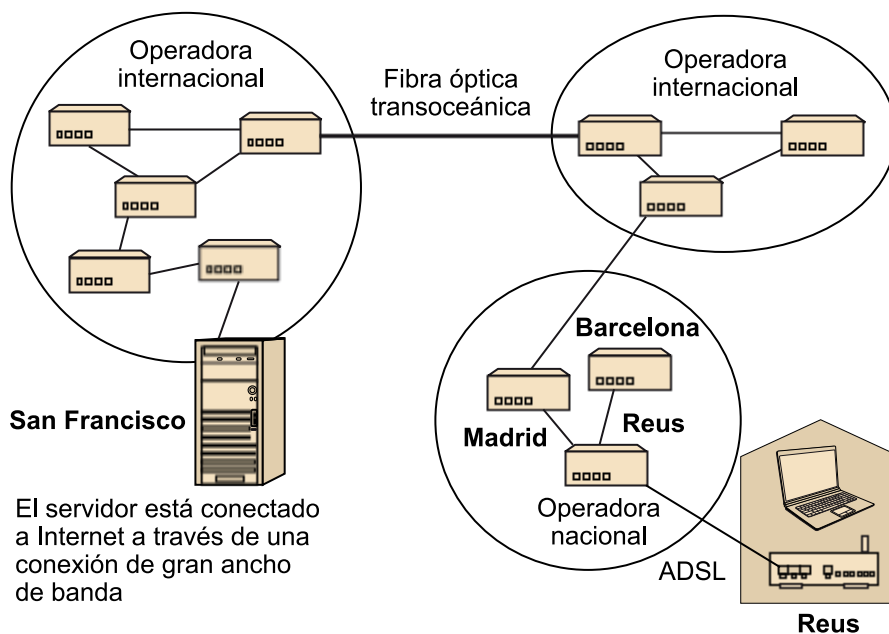 Operadora
internacional
Fibra óptica
transoceánica
Operadora
internacional
San Francisco
El servidor está conectado
a Internet a través de una
conexión de gran ancho
de banda
Barcelona
Madrid
Reus
Operadora
nacional
ADSL
Reus